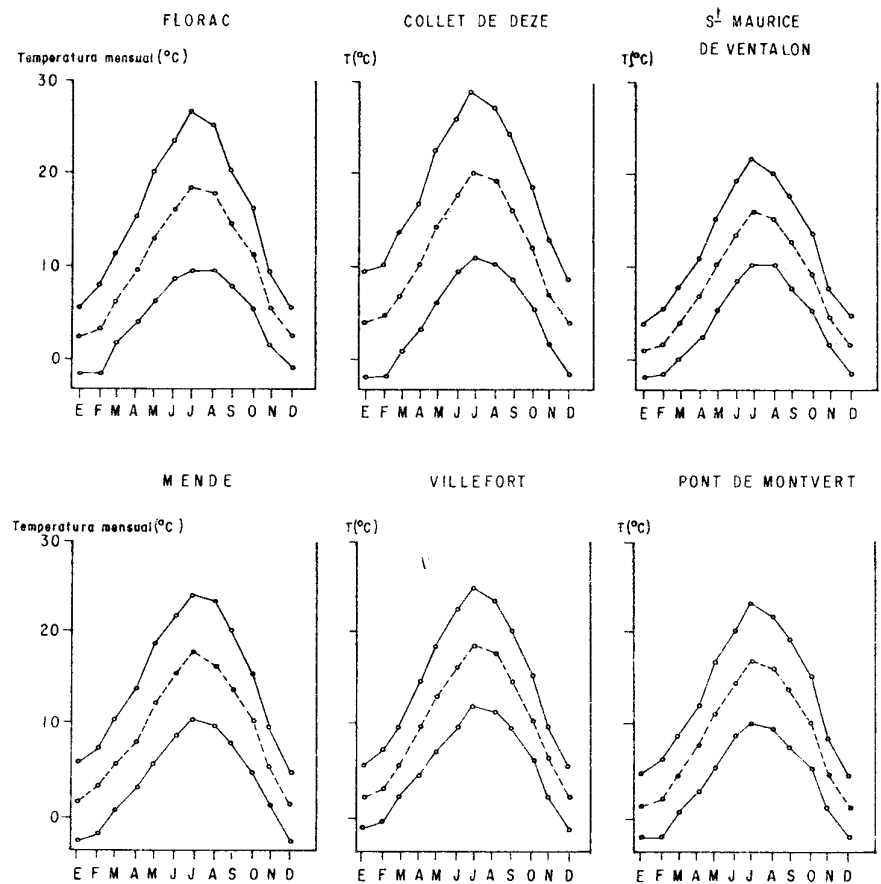 FLORAC
Temperatura mensual (°C)
30
20
10
0
E F M A M J J A S O N D
COLLET DE DEZE
T(°C)
E F M A M J J A S O N D
St MAURICE
DE VENTALON
T(°C)
E F M A M J J A S O N D
MENDE
Temperatura mensual (°C)
30
20
10
0
E F M A M J J A S O N D
VILLEFORT
T(°C)
E F M A M J J A S O N D
PONT DE MONTVERT
T(°C)
E F M A M J J A S O N D